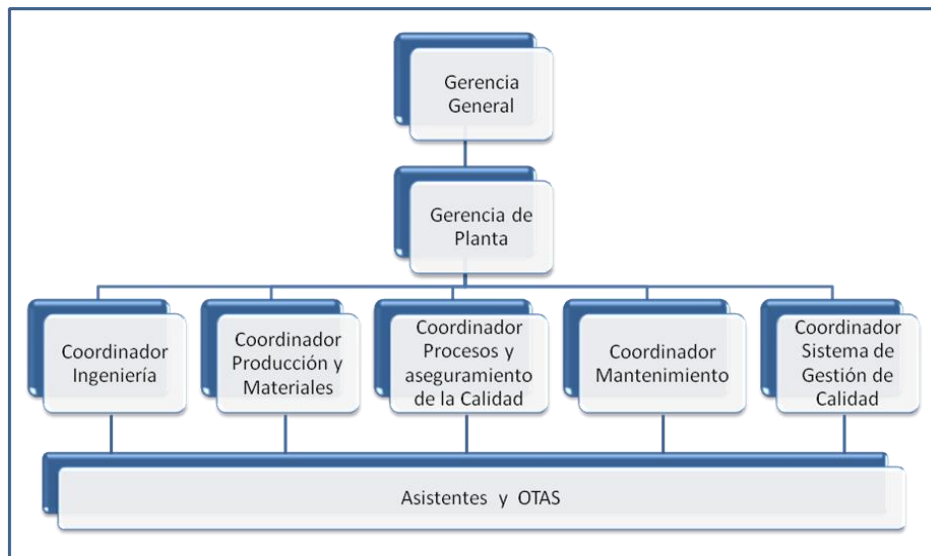 Gerencia
General
Gerencia de
Planta
Coordinador
Ingeniería
Coordinador
Producción y
Materiales
Coordinador
Procesos y
aseguramiento
de la Calidad
Coordinador
Mantenimiento
Coordinador
Sistema de
Gestión de
Calidad
Asistentes y OTAS